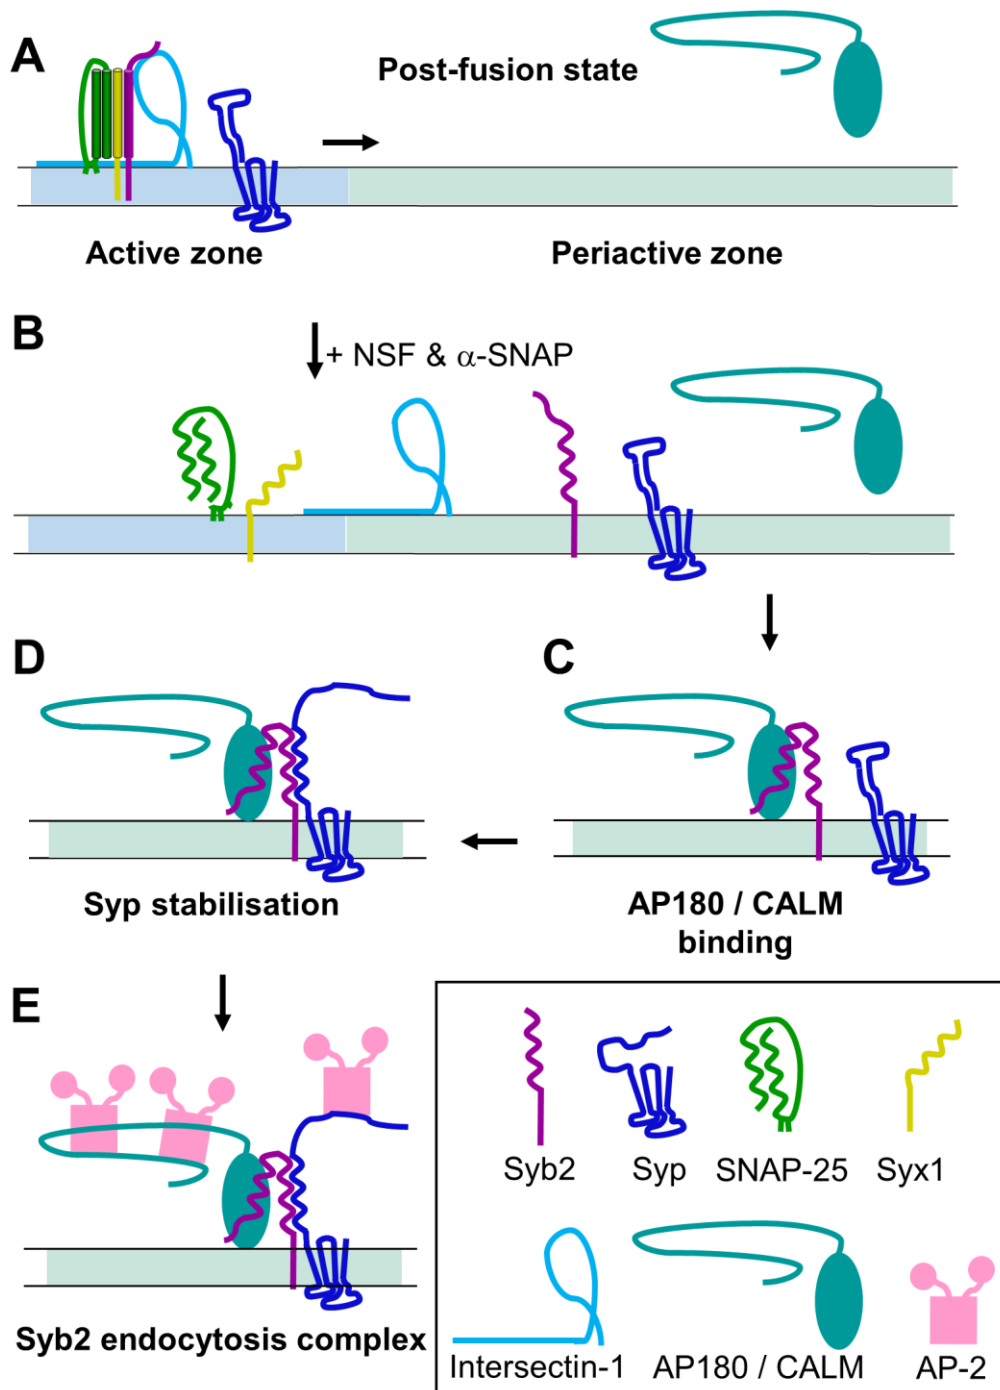 A
Post-fusion state
Active zone
Periactive zone
B
+ NSF & α-SNAP
D
C
Syp stabilisation
AP180 / CALM
binding
E
Syb2 endocytosis complex
Syb2
Syp
SNAP-25
Syx1
Intersectin-1
AP180 / CALM
AP-2